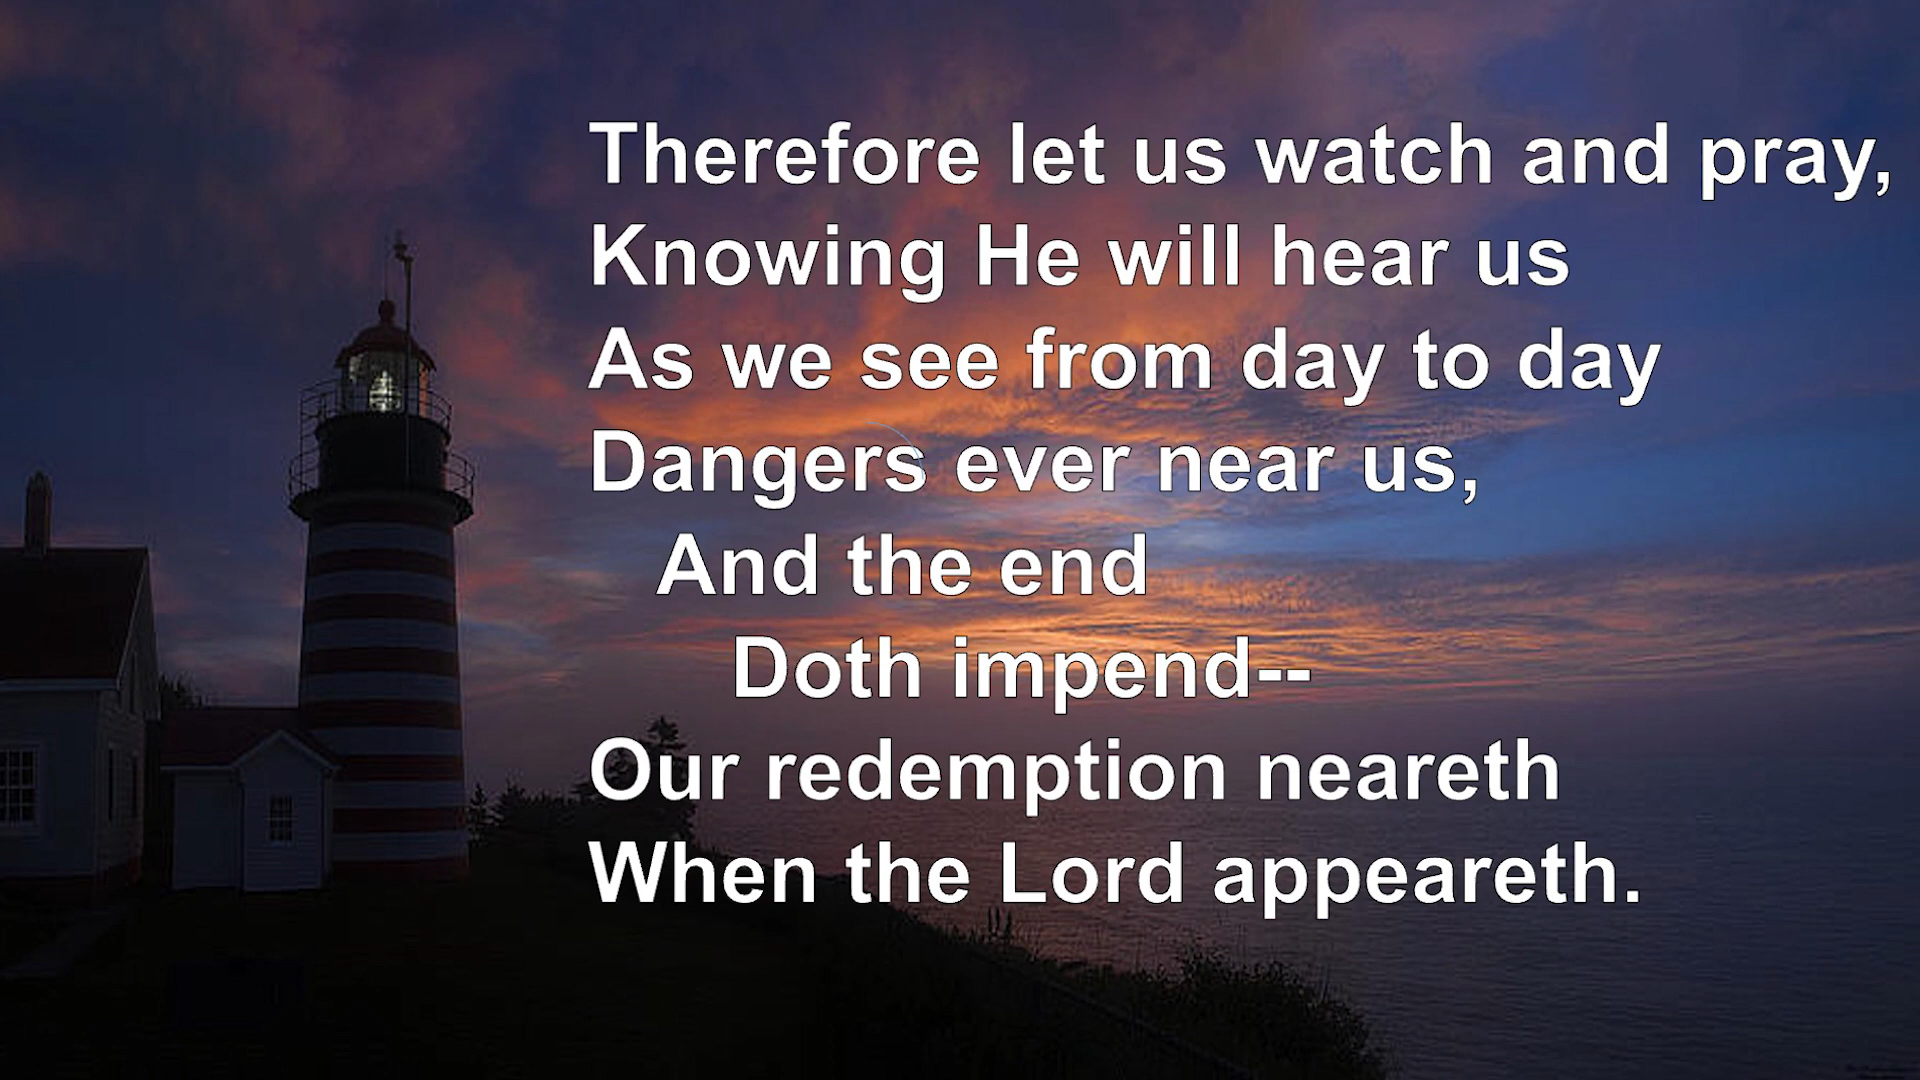 Therefore let us watch and pray,
Knowing He will hear us
As we see from day to day
Dangers ever near us,
And the end
Doth impend--
Our redemption neareth
When the Lord appeareth.